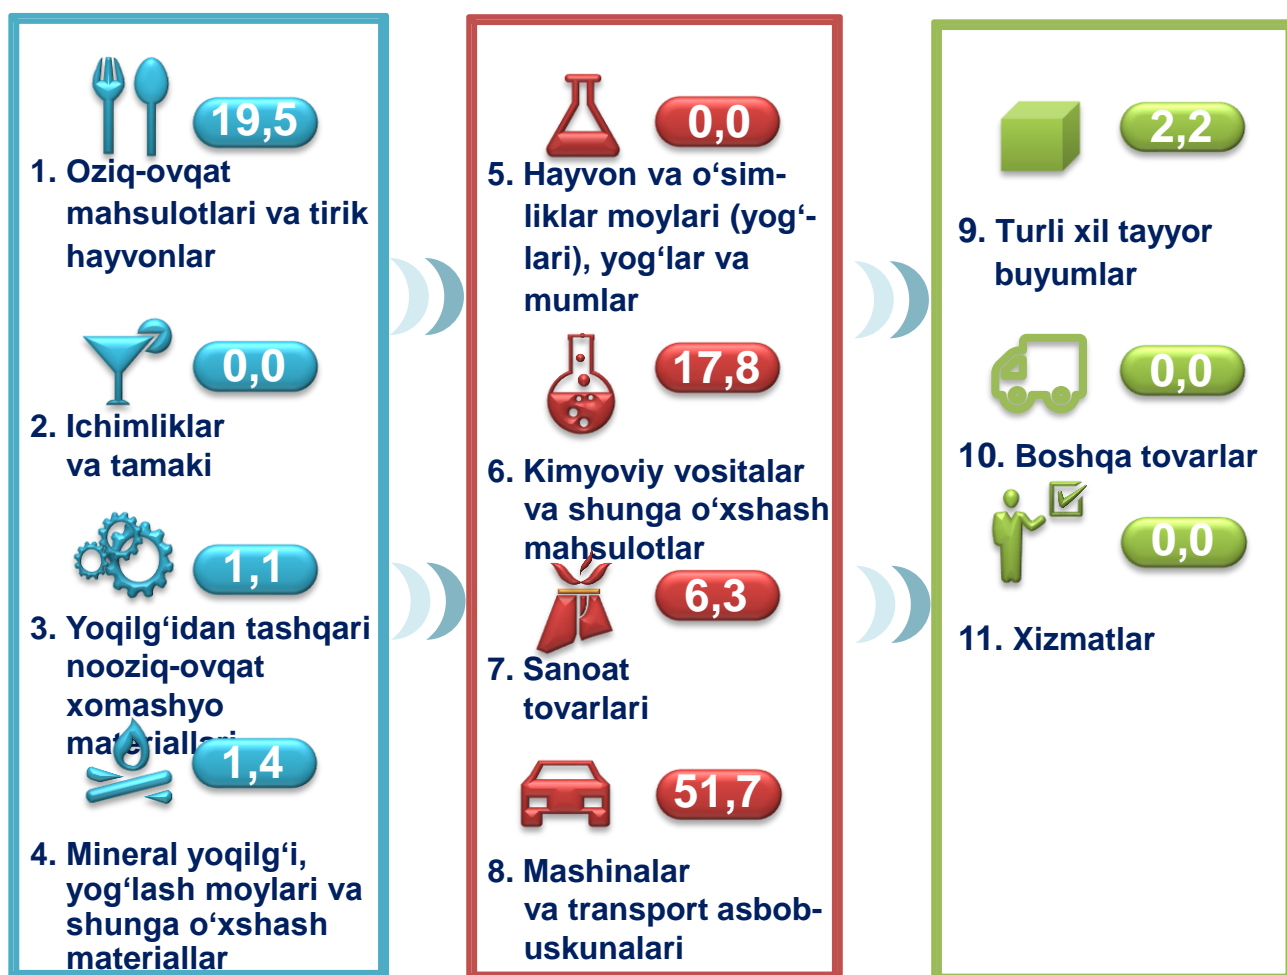 19,5
1. Oziq-ovqat
mahsulotlari va tirik
hayvonlar
0,0
2. Ichimliklar
va tamaki
1,1
3. Yoqilg‘idan tashqari
nooziq-ovqat
xomashyo
materiallari
1,4
4. Mineral yoqilg‘i,
yog‘lash moylari va
shunga o‘xshash
materiallar
0,0
5. Hayvon va o‘sim-
liklar moylari (yog‘-
lari), yog‘lar va
mumlar
17,8
6. Kimyoviy vositalar
va shunga o‘xshash
mahsulotlar
6,3
7. Sanoat
tovarlari
51,7
8. Mashinalar
va transport asbob-
uskunalari
2,2
9. Turli xil tayyor
buyumlar
0,0
10. Boshqa tovarlar
0,0
11. Xizmatlar